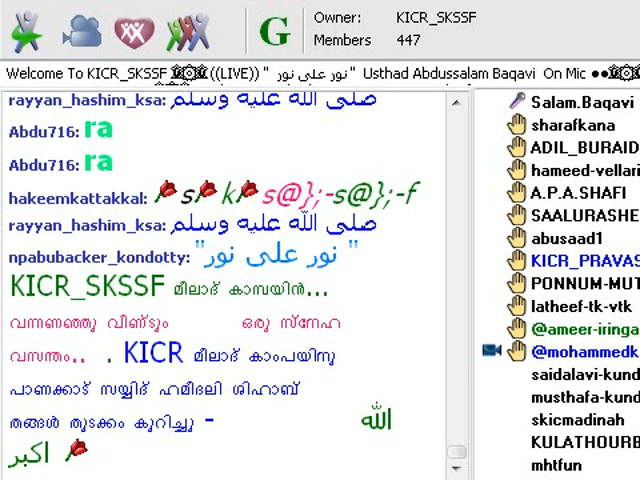 G
Owner: KICR_SKSSF
Members 447
Welcome To KICR_SKSSF ۞ ((LIVE)) " نور على نور " Usthad Abdussalam Baqavi On Mic ●●۞
rayyan_hashim_ksa: صلى الله عليه وسلم
Abdu716: ra
Abdu716: ra
hakeemkattakkal: s k s@};-s@};-f
rayyan_hashim_ksa: صلى الله عليه وسلم
npabubacker_kondotty: "نور على نور "
KICR_SKSSF മീലാദ് കാമ്പയിൻ...
വന്നണഞ്ഞു വീണ്ടും ഒരു സ്നേഹ
വസന്തം.. . KICR മീലാദ് കാംപയിനു
പാണക്കാട് സയ്യിദ് ഹമീദലി ശിഹാബ്
തങ്ങൾ തുടക്കം കുറിച്ചു - الله
اكبر
Salam.Baqavi
sharafkana
ADIL_BURAID
hameed-vellari
A.P.A.SHAFI
SAALURASHE
abusaad1
KICR_PRAVAS
PONNUM-MUT
latheef-tk-vtk
@ameer-iringa
@mohammedk
saidalavi-kund
musthafa-kund
skicmadinah
KULATHOURB
mhtfun